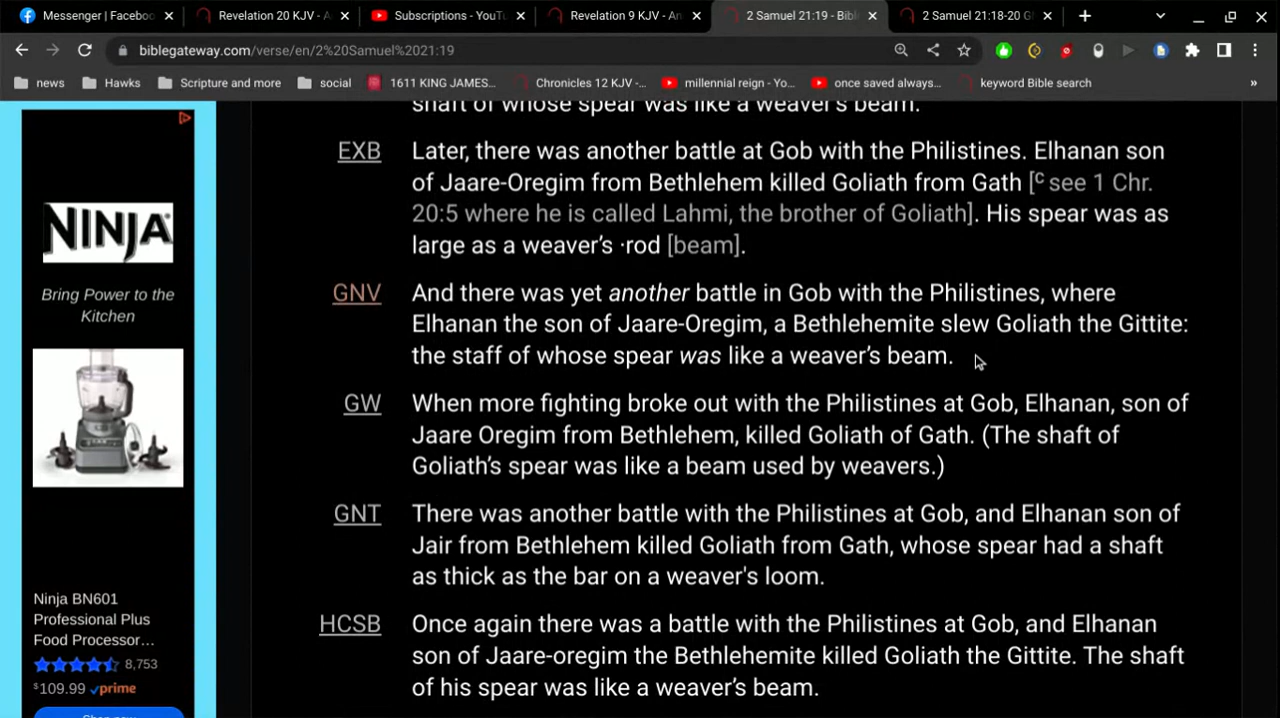 Messenger | Faceboo
Revelation 20 KJV - A
Subscriptions - YouTu
Revelation 9 KJV - An
2 Samuel 21:19 - Bibl
2 Samuel 21:18-20 G
biblegateway.com/verse/en/2%20Samuel%2021:19
news
Hawks
Scripture and more
social
1611 KING JAMES...
Chronicles 12 KJV -...
millennial reign - Yo...
once saved always...
keyword Bible search
»
shaft of whose spear was like a weaver's beam.
EXB
Later, there was another battle at Gob with the Philistines. Elhanan son
of Jaare-Oregim from Bethlehem killed Goliath from Gath [c see 1 Chr.
20:5 where he is called Lahmi, the brother of Goliath]. His spear was as
large as a weaver's ·rod [beam].
GNV
And there was yet another battle in Gob with the Philistines, where
Elhanan the son of Jaare-Oregim, a Bethlehemite slew Goliath the Gittite:
the staff of whose spear was like a weaver's beam.
GW
When more fighting broke out with the Philistines at Gob, Elhanan, son of
Jaare Oregim from Bethlehem, killed Goliath of Gath. (The shaft of
Goliath's spear was like a beam used by weavers.)
GNT
There was another battle with the Philistines at Gob, and Elhanan son of
Jair from Bethlehem killed Goliath from Gath, whose spear had a shaft
as thick as the bar on a weaver's loom.
HCSB
Once again there was a battle with the Philistines at Gob, and Elhanan
son of Jaare-oregim the Bethlehemite killed Goliath the Gittite. The shaft
of his spear was like a weaver's beam.
NINJA
Bring Power to the
Kitchen
Ninja BN601
Professional Plus
Food Processor...
8,753
$109.99 prime
Shop now